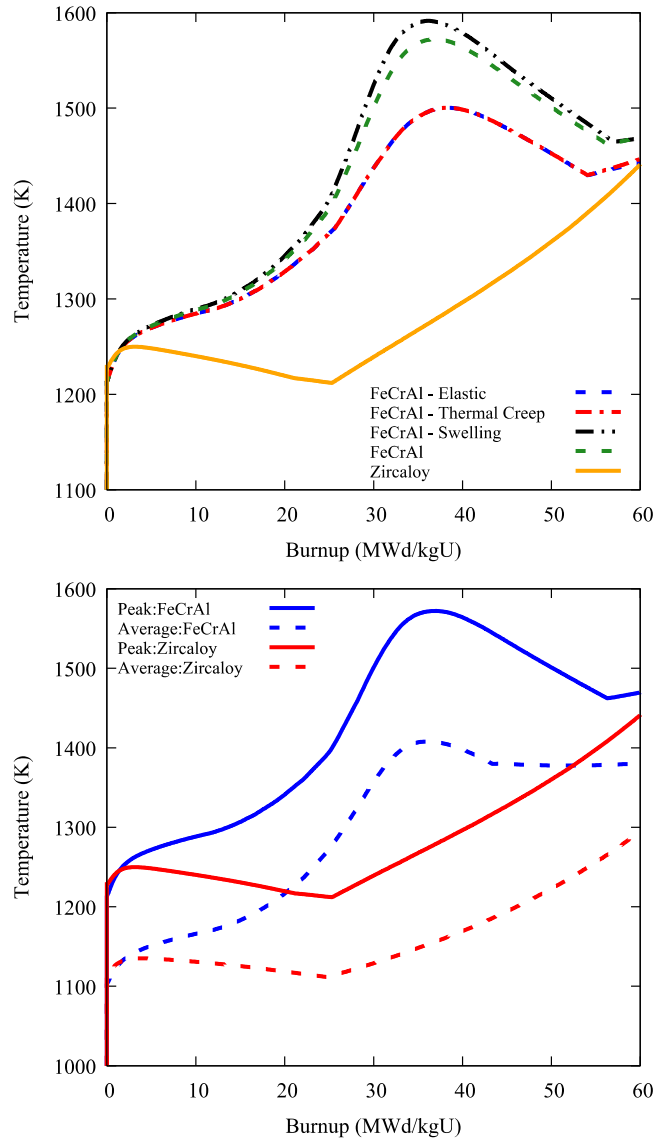 1600
1500
1400
1300
1200
1100
Temperature (K)
FeCrAl - Elastic
FeCrAl - Thermal Creep
FeCrAl - Swelling
FeCrAl
Zircaloy
0 10 20 30 40 50 60
Burnup (MWd/kgU)
1600
1500
1400
1300
1200
1100
1000
Temperature (K)
Peak:FeCrAl
Average:FeCrAl
Peak:Zircaloy
Average:Zircaloy
0 10 20 30 40 50 60
Burnup (MWd/kgU)